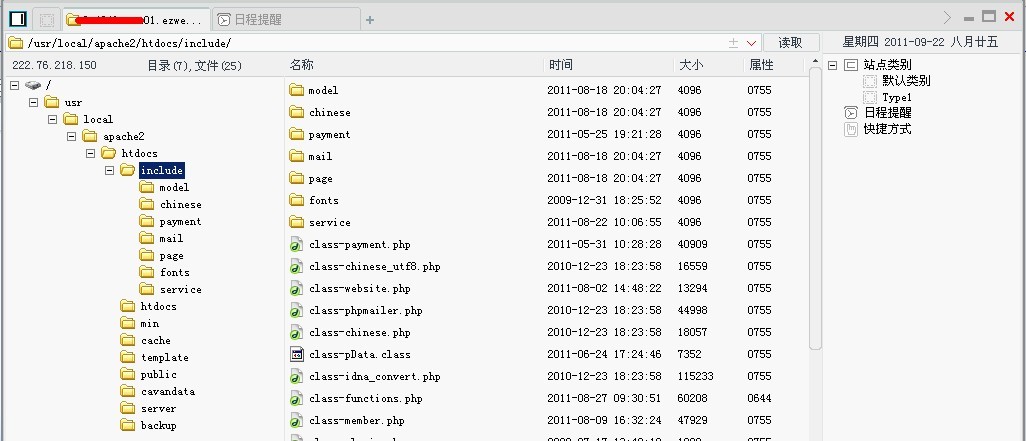 01.ezwe...
日程提醒
/usr/local/apache2/htdocs/include/
读取
星期四 2011-09-22 八月廿五
222.76.218.150 目录(7),文件(25)
名称 时间 大小 属性
/
usr
local
apache2
htdocs
include
model
chinese
payment
mail
page
fonts
service
htdocs
min
cache
template
public
cavandata
server
backup
model 2011-08-18 20:04:27 4096 0755
chinese 2011-08-18 20:04:27 4096 0755
payment 2011-05-25 19:21:28 4096 0755
mail 2011-08-18 20:04:27 4096 0755
page 2011-08-18 20:04:27 4096 0755
fonts 2009-12-31 18:25:52 4096 0755
service 2011-08-22 10:06:55 4096 0755
class-payment.php 2011-05-31 10:28:28 40909 0755
class-chinese_utf8.php 2010-12-23 18:23:58 16559 0755
class-website.php 2011-08-02 14:48:22 13294 0755
class-phpmailer.php 2010-12-23 18:23:58 44998 0755
class-chinese.php 2010-12-23 18:23:58 18057 0755
class-pData.class 2011-06-24 17:24:46 7352 0755
class-idna_convert.php 2010-12-23 18:23:58 115233 0755
class-functions.php 2011-08-27 09:30:51 60208 0644
class-member.php 2011-08-09 16:32:24 47929 0755
站点类别
默认类别
Type1
日程提醒
快捷方式